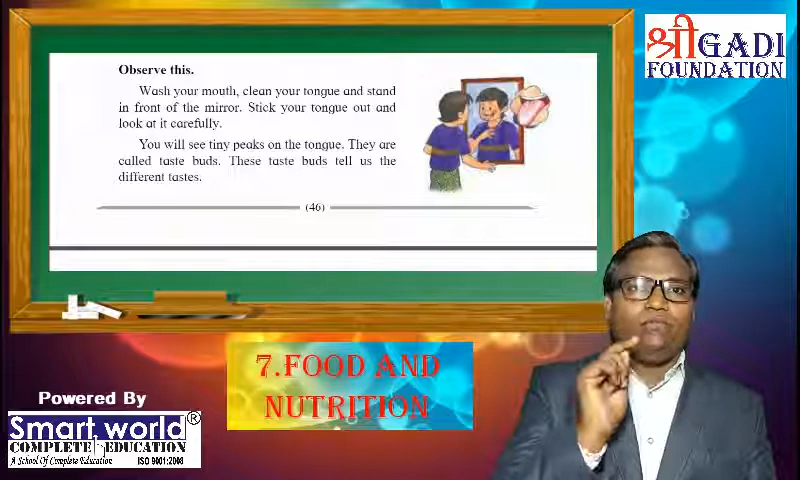 Observe this.
Wash your mouth, clean your tongue and stand
in front of the mirror. Stick your tongue out and
look at it carefully.
You will see tiny peaks on the tongue. They are
called taste buds. These taste buds tell us the
different tastes.
(46)
श्रीGADI
FOUNDATION
7.FOOD AND
NUTRITION
Powered By
Smart world®
COMPLETE EDUCATION
A School Of Complete Education ISO 9001:2008